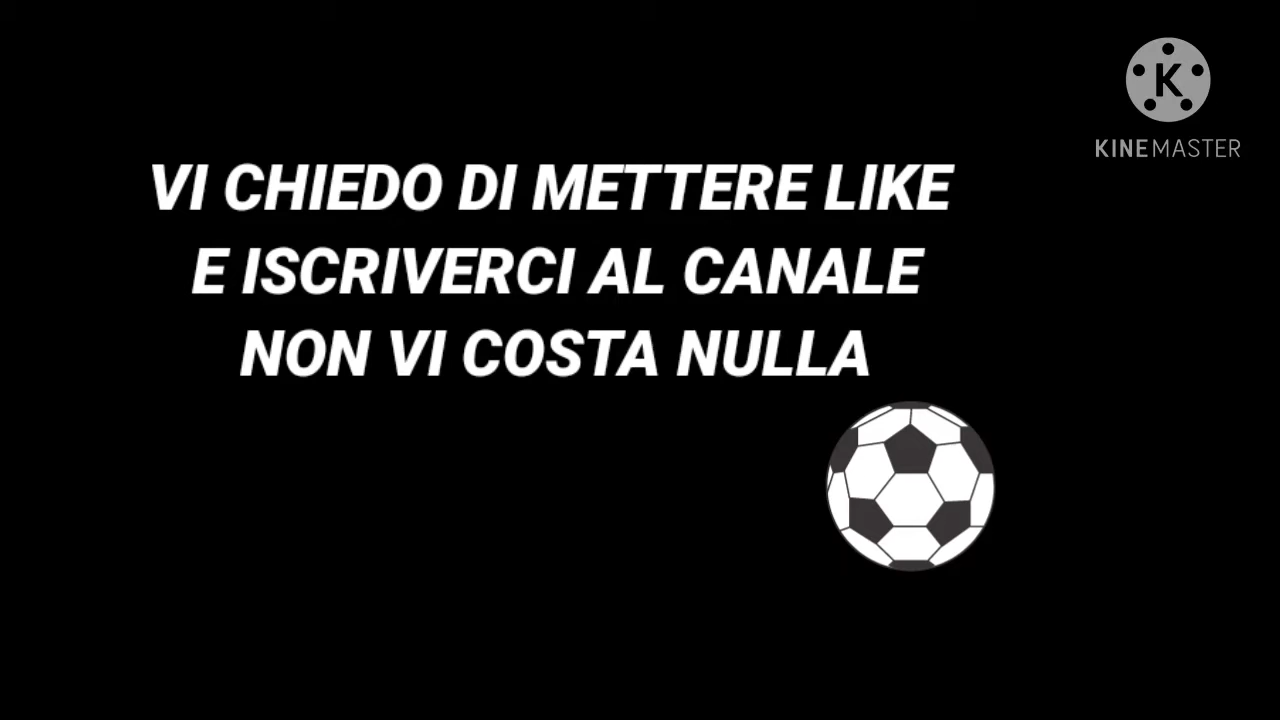 K
KINEMASTER
VI CHIEDO DI METTERE LIKE
E ISCRIVERCI AL CANALE
NON VI COSTA NULLA